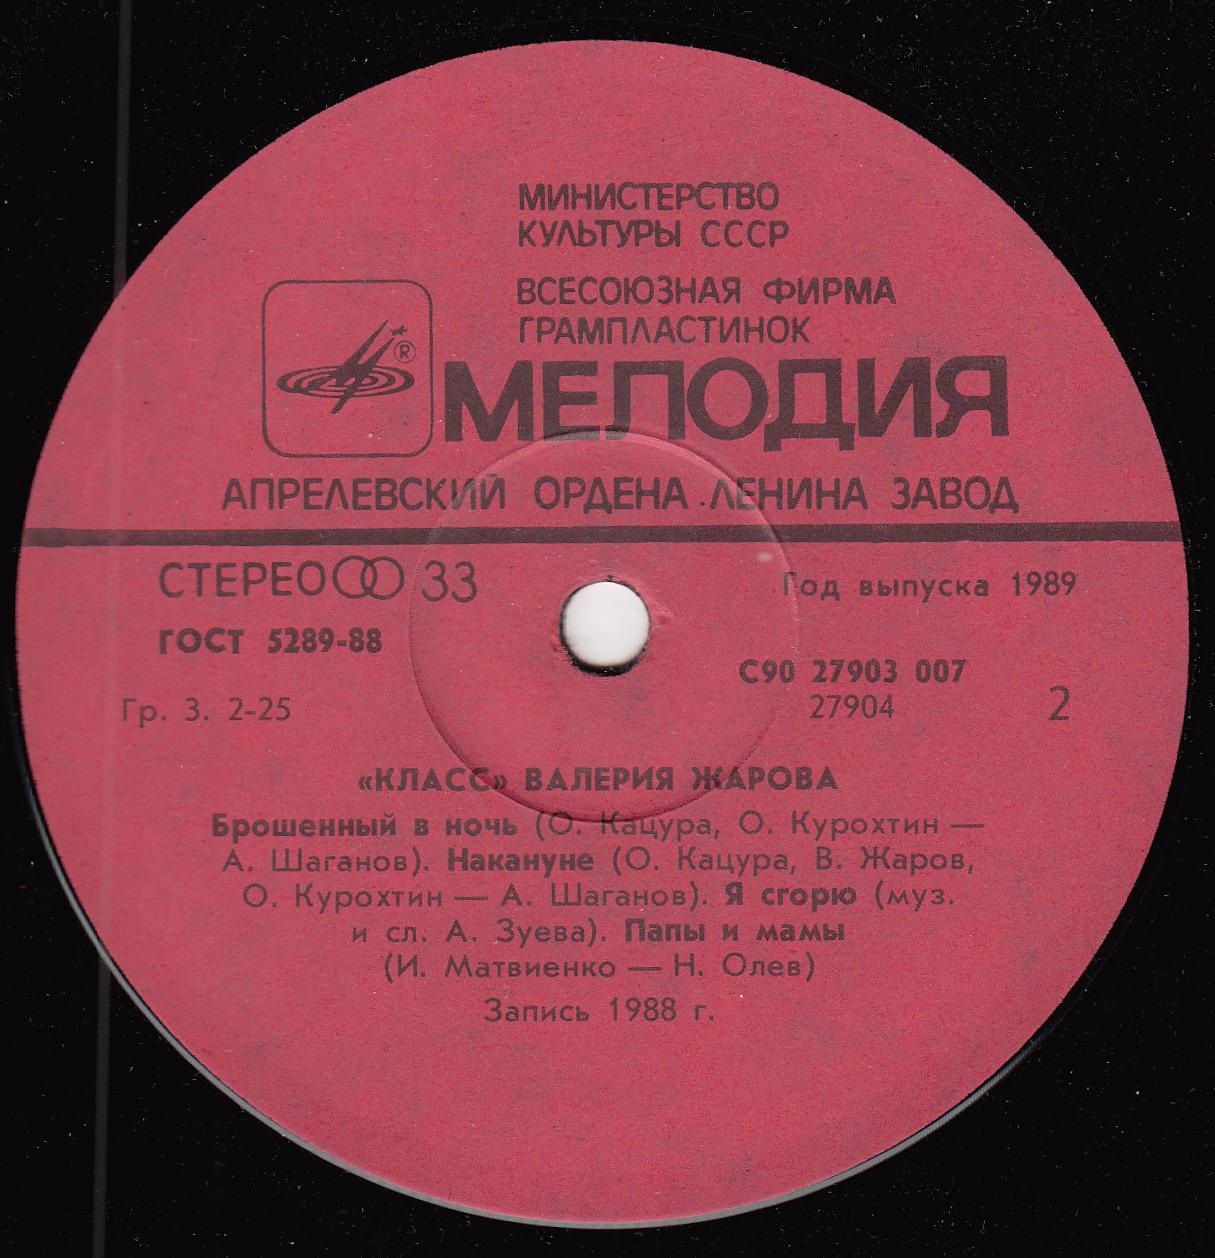 МИНИСТЕРСТВО
КУЛЬТУРЫ СССР
ВСЕСОЮЗНАЯ ФИРМА
ГРАМПЛАСТИНОК
®
МЕЛОДИЯ
АПРЕЛЕВСКИЙ ОРДЕНА ЛЕНИНА ЗАВОД
СТЕРЕО 33
Год выпуска 1989
ГОСТ 5289-88
С90 27903 007
Гр. 3. 2-25
27904
2
«КЛАСС» ВАЛЕРИЯ ЖАРОВА
Брошенный в ночь (О. Кацура, О. Курохтин —
А. Шаганов). Накануне (О. Кацура, В. Жаров,
О. Курохтин — А. Шаганов). Я сгорю (муз.
и сл. А. Зуева). Папы и мамы
(И. Матвиенко — Н. Олев)
Запись 1988 г.